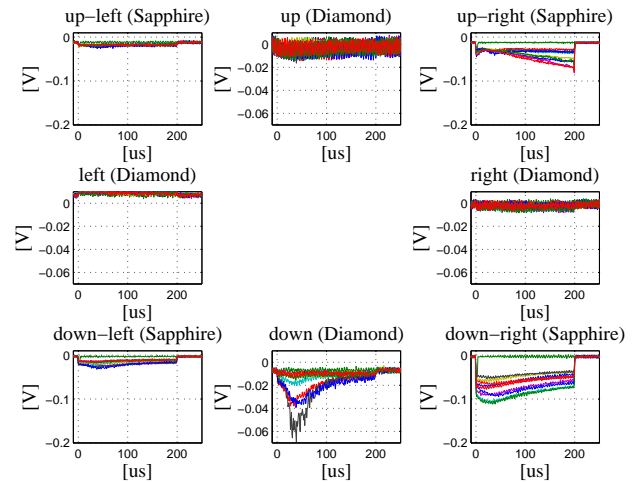 up−left (Sapphire)
up (Diamond)
up−right (Sapphire)
[V]
0
−0.1
−0.2
0 100 200
[us]
[V]
0
−0.02
−0.04
−0.06
0 100 200
[us]
[V]
0
−0.1
−0.2
0 100 200
[us]
left (Diamond)
right (Diamond)
[V]
0
−0.02
−0.04
−0.06
0 100 200
[us]
[V]
0
−0.02
−0.04
−0.06
0 100 200
[us]
down−left (Sapphire)
down (Diamond)
down−right (Sapphire)
[V]
0
−0.1
−0.2
0 100 200
[us]
[V]
0
−0.02
−0.04
−0.06
0 100 200
[us]
[V]
0
−0.1
−0.2
0 100 200
[us]